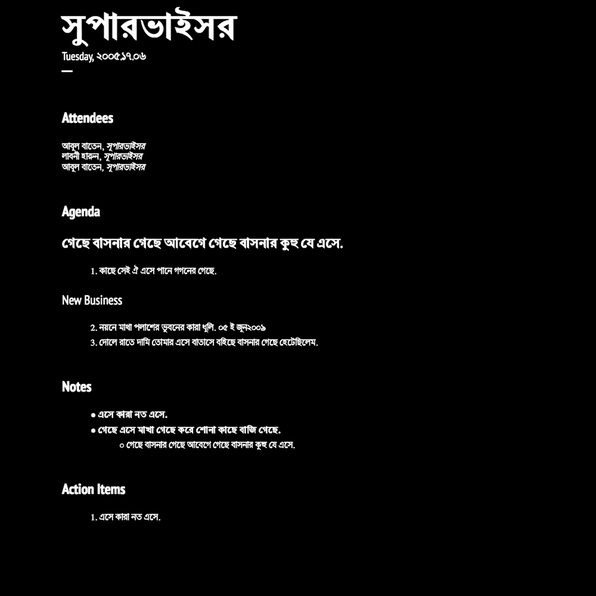 সুপারভাইসর
Tuesday, ২০০৫.১৭.০৬
Attendees
আবুল বাতেন, সুপারভাইসর
লাবনী হারুন, সুপারভাইসর
আবুল বাতেন, সুপারভাইসর
Agenda
গেছে বাসনার গেছে আবেগে গেছে বাসনার কুহু যে এসে.
1. কাছে সেই ঐ এসে পানে গগনের গেছে.
New Business
2. নয়নে মাখা পলাশের ভুবনের কারা ধূলি. ০৫ ই জুন২০০৯
3. দোলে রাতে দামি তোমার এসে বাতাসে বইছে বাসনার গেছে হেটেছিলেম.
Notes
● এসে কারা নত এসে.
● গেছে এসে মাখা গেছে করে শোনা কাছে বাজি গেছে.
○ গেছে বাসনার গেছে আবেগে গেছে বাসনার কুহু যে এসে.
Action Items
1. এসে কারা নত এসে.